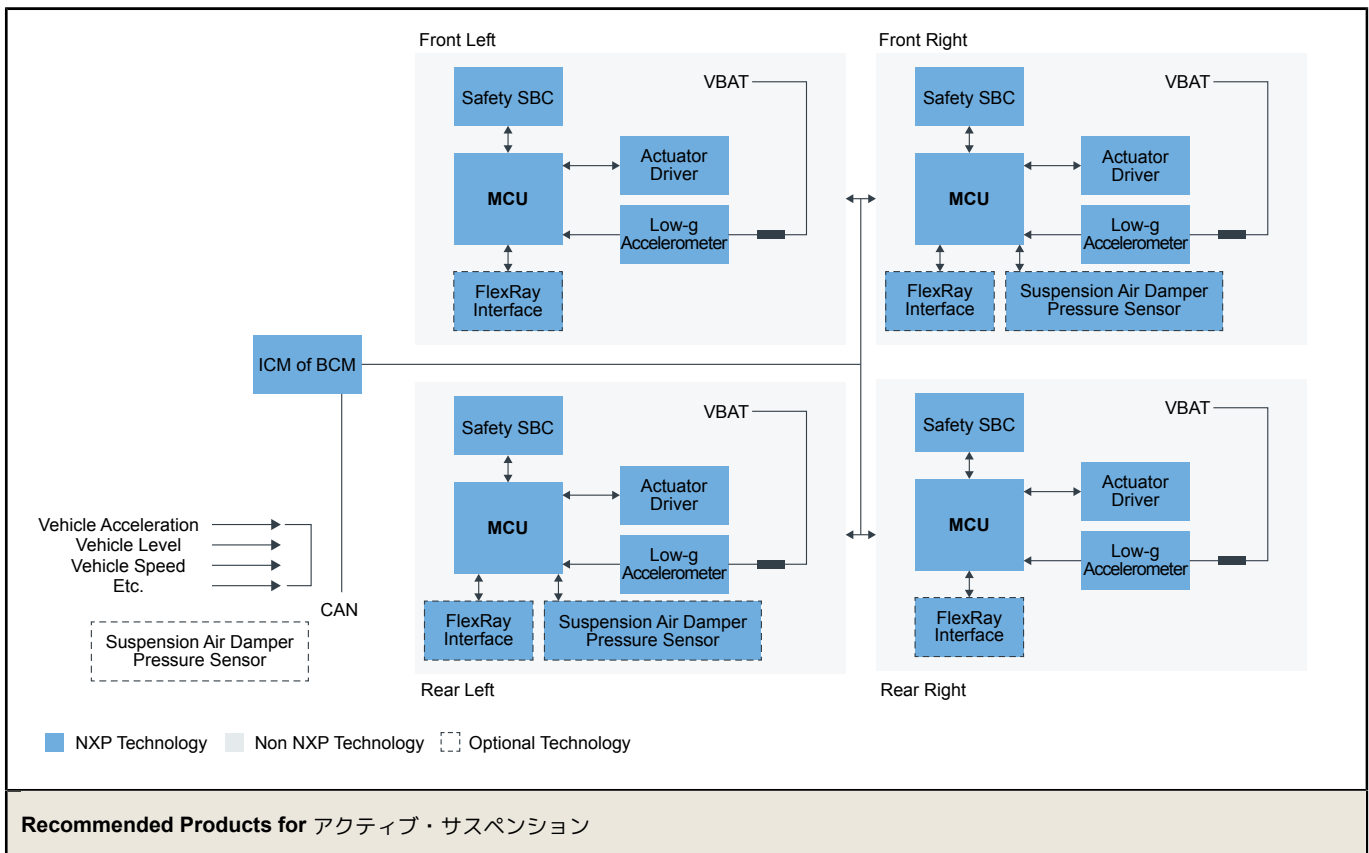 Front Left
Safety SBC
VBAT
MCU
Actuator
Driver
Low-g
Accelerometer
FlexRay
Interface
Front Right
Safety SBC
VBAT
MCU
Actuator
Driver
Low-g
Accelerometer
FlexRay
Interface
Suspension Air Damper
Pressure Sensor
ICM of BCM
Safety SBC
VBAT
MCU
Actuator
Driver
Low-g
Accelerometer
FlexRay
Interface
Suspension Air Damper
Pressure Sensor
Rear Left
Safety SBC
VBAT
MCU
Actuator
Driver
Low-g
Accelerometer
FlexRay
Interface
Rear Right
Vehicle Acceleration
Vehicle Level
Vehicle Speed
Etc.
CAN
Suspension Air Damper
Pressure Sensor
NXP Technology
Non NXP Technology
Optional Technology
Recommended Products for アクティブ・サスペンション